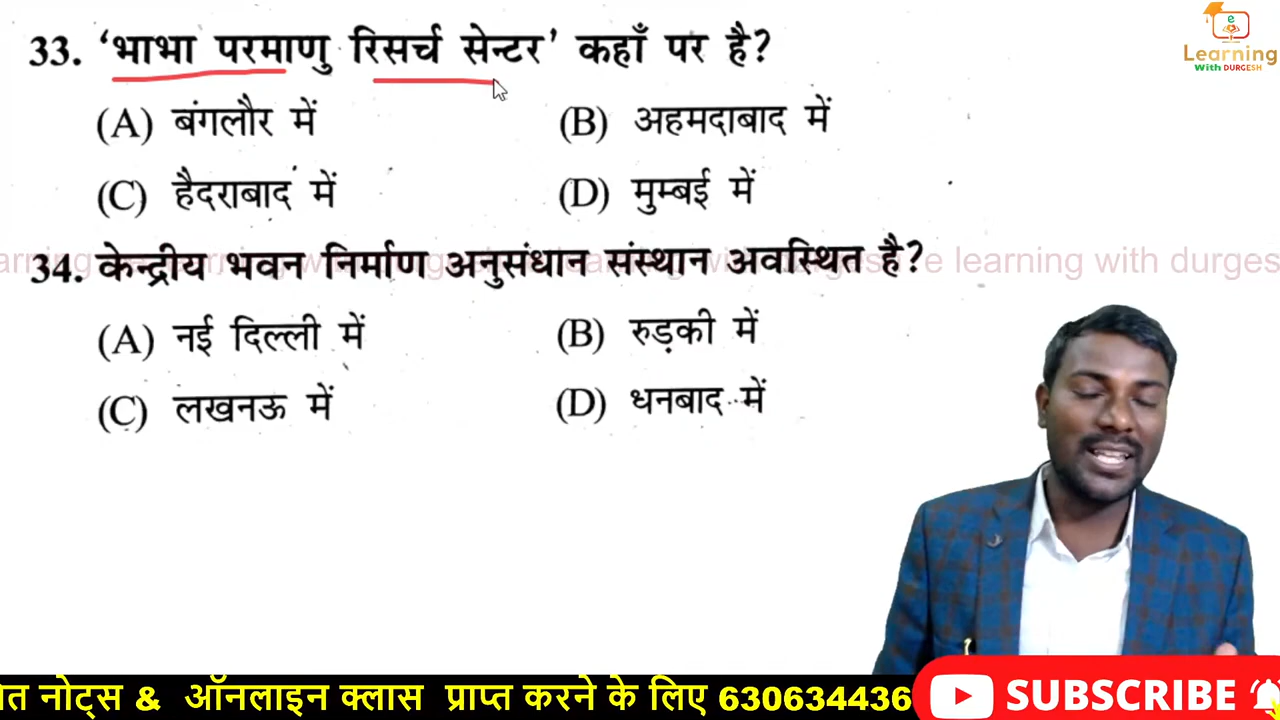 33. 'भाभा परमाणु रिसर्च सेन्टर' कहाँ पर है?
(A) बंगलौर में (B) अहमदाबाद में
(C) हैदराबाद में (D) मुम्बई में
34. केन्द्रीय भवन निर्माण अनुसंधान संस्थान अवस्थित है?
(A) नई दिल्ली में (B) रुड़की में
(C) लखनऊ में (D) धनबाद में
e
Learning
With DURGESH
e learning with durges
नोट्स & ऑनलाइन क्लास प्राप्त करने के लिए 630634436
SUBSCRIBE